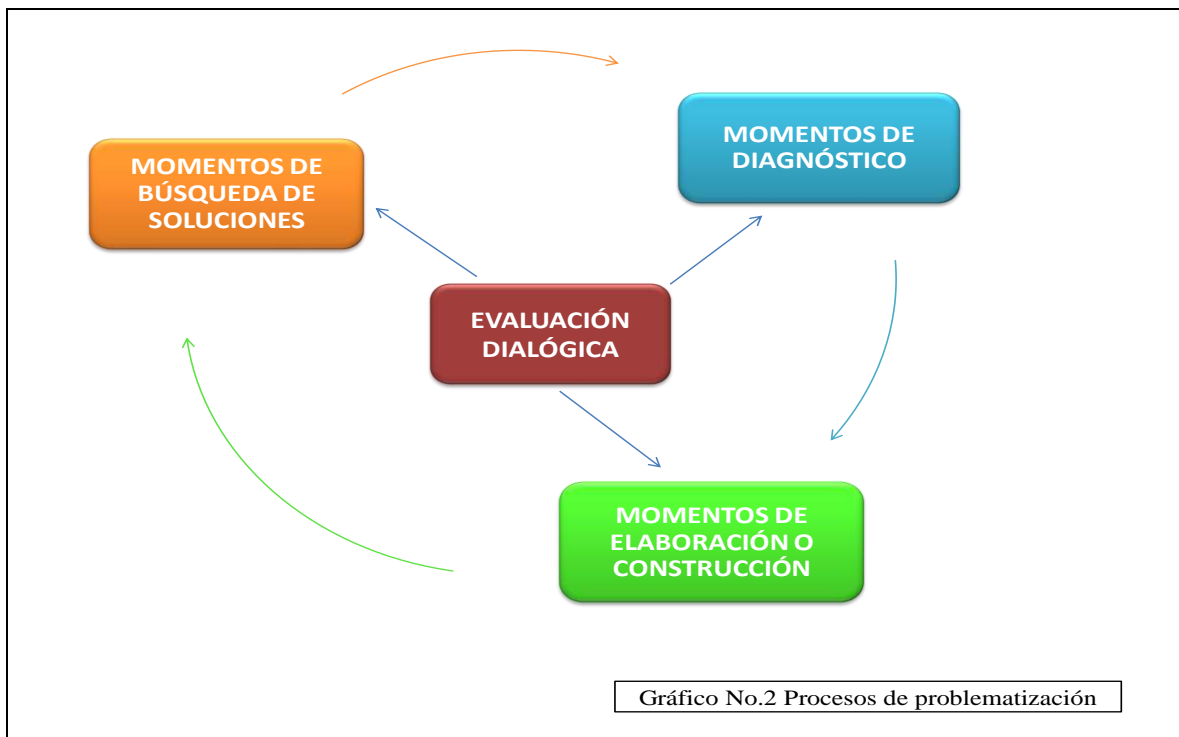 MOMENTOS DE
DIAGNÓSTICO
MOMENTOS DE
BÚSQUEDA DE
SOLUCIONES
EVALUACIÓN
DIALÓGICA
MOMENTOS DE
ELABORACIÓN O
CONSTRUCCIÓN
Gráfico No.2 Procesos de problematización